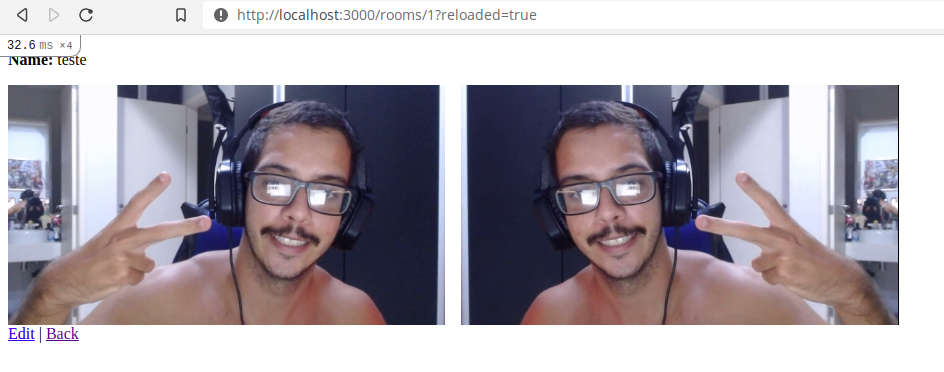 http://localhost:3000/rooms/1?reloaded=true
32.6 ms ×4
Name: teste
Edit | Back